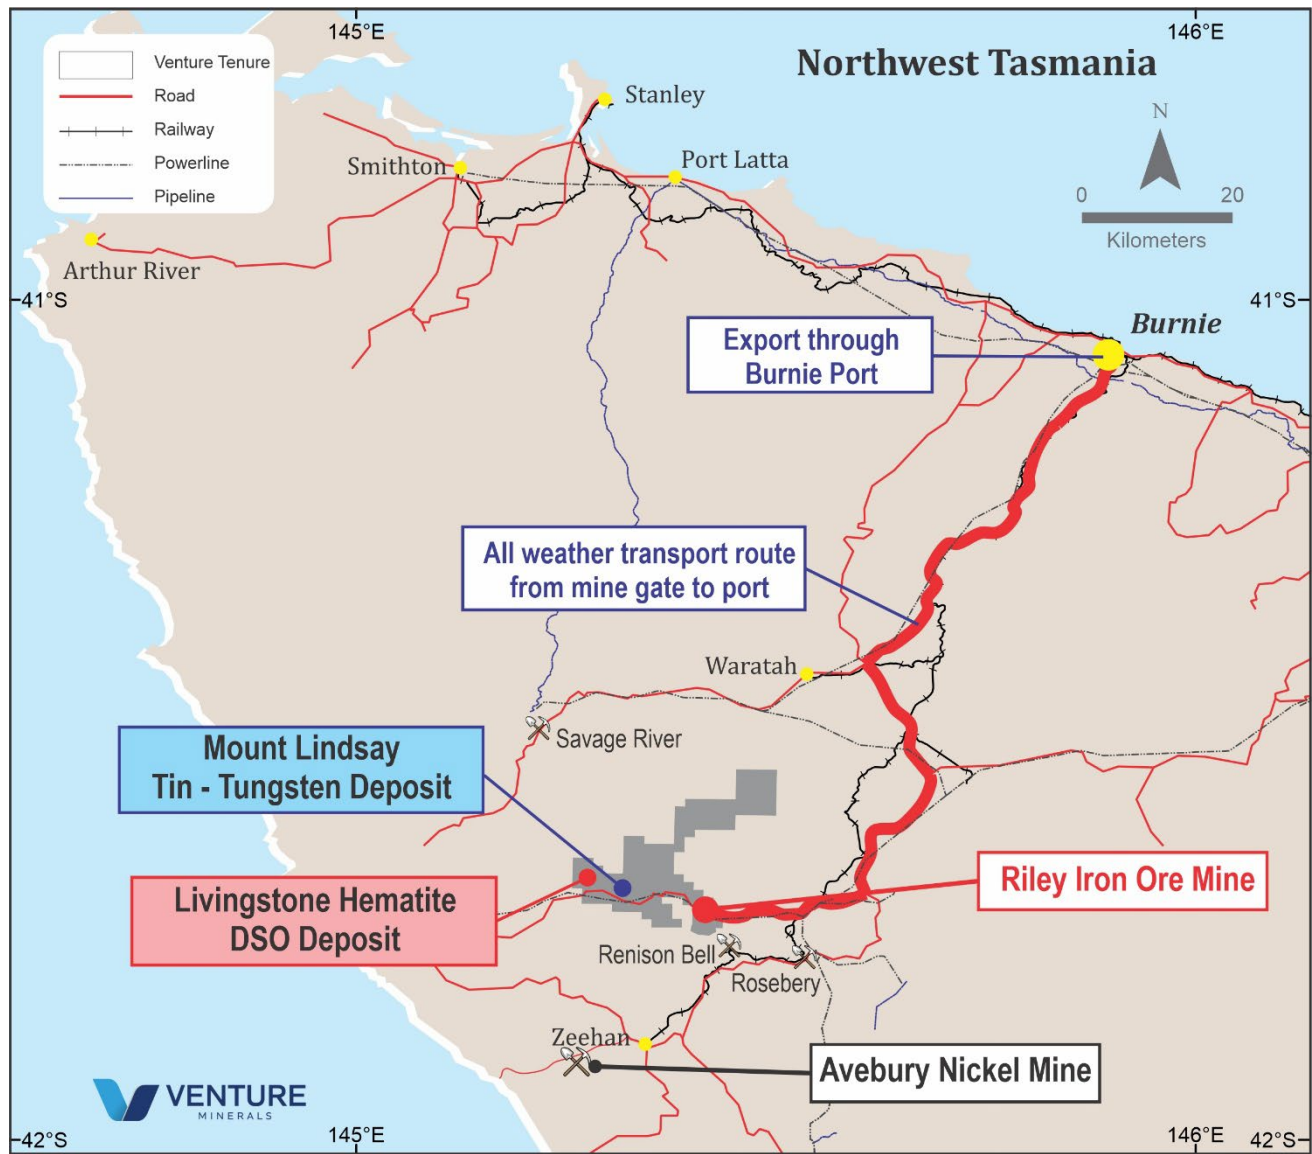 145°E
146°E
Northwest Tasmania
Venture Tenure
Road
Railway
Powerline
Pipeline
N
0
20
Kilometers
Stanley
Port Latta
Smithton
Arthur River
41°S
41°S
Burnie
Export through
Burnie Port
All weather transport route
from mine gate to port
Waratah
Savage River
Mount Lindsay
Tin - Tungsten Deposit
Livingstone Hematite
DSO Deposit
Riley Iron Ore Mine
Renison Bell
Rosebery
Zeehan
Avebury Nickel Mine
VENTURE
MINERALS
42°S
145°E
146°E
42°S